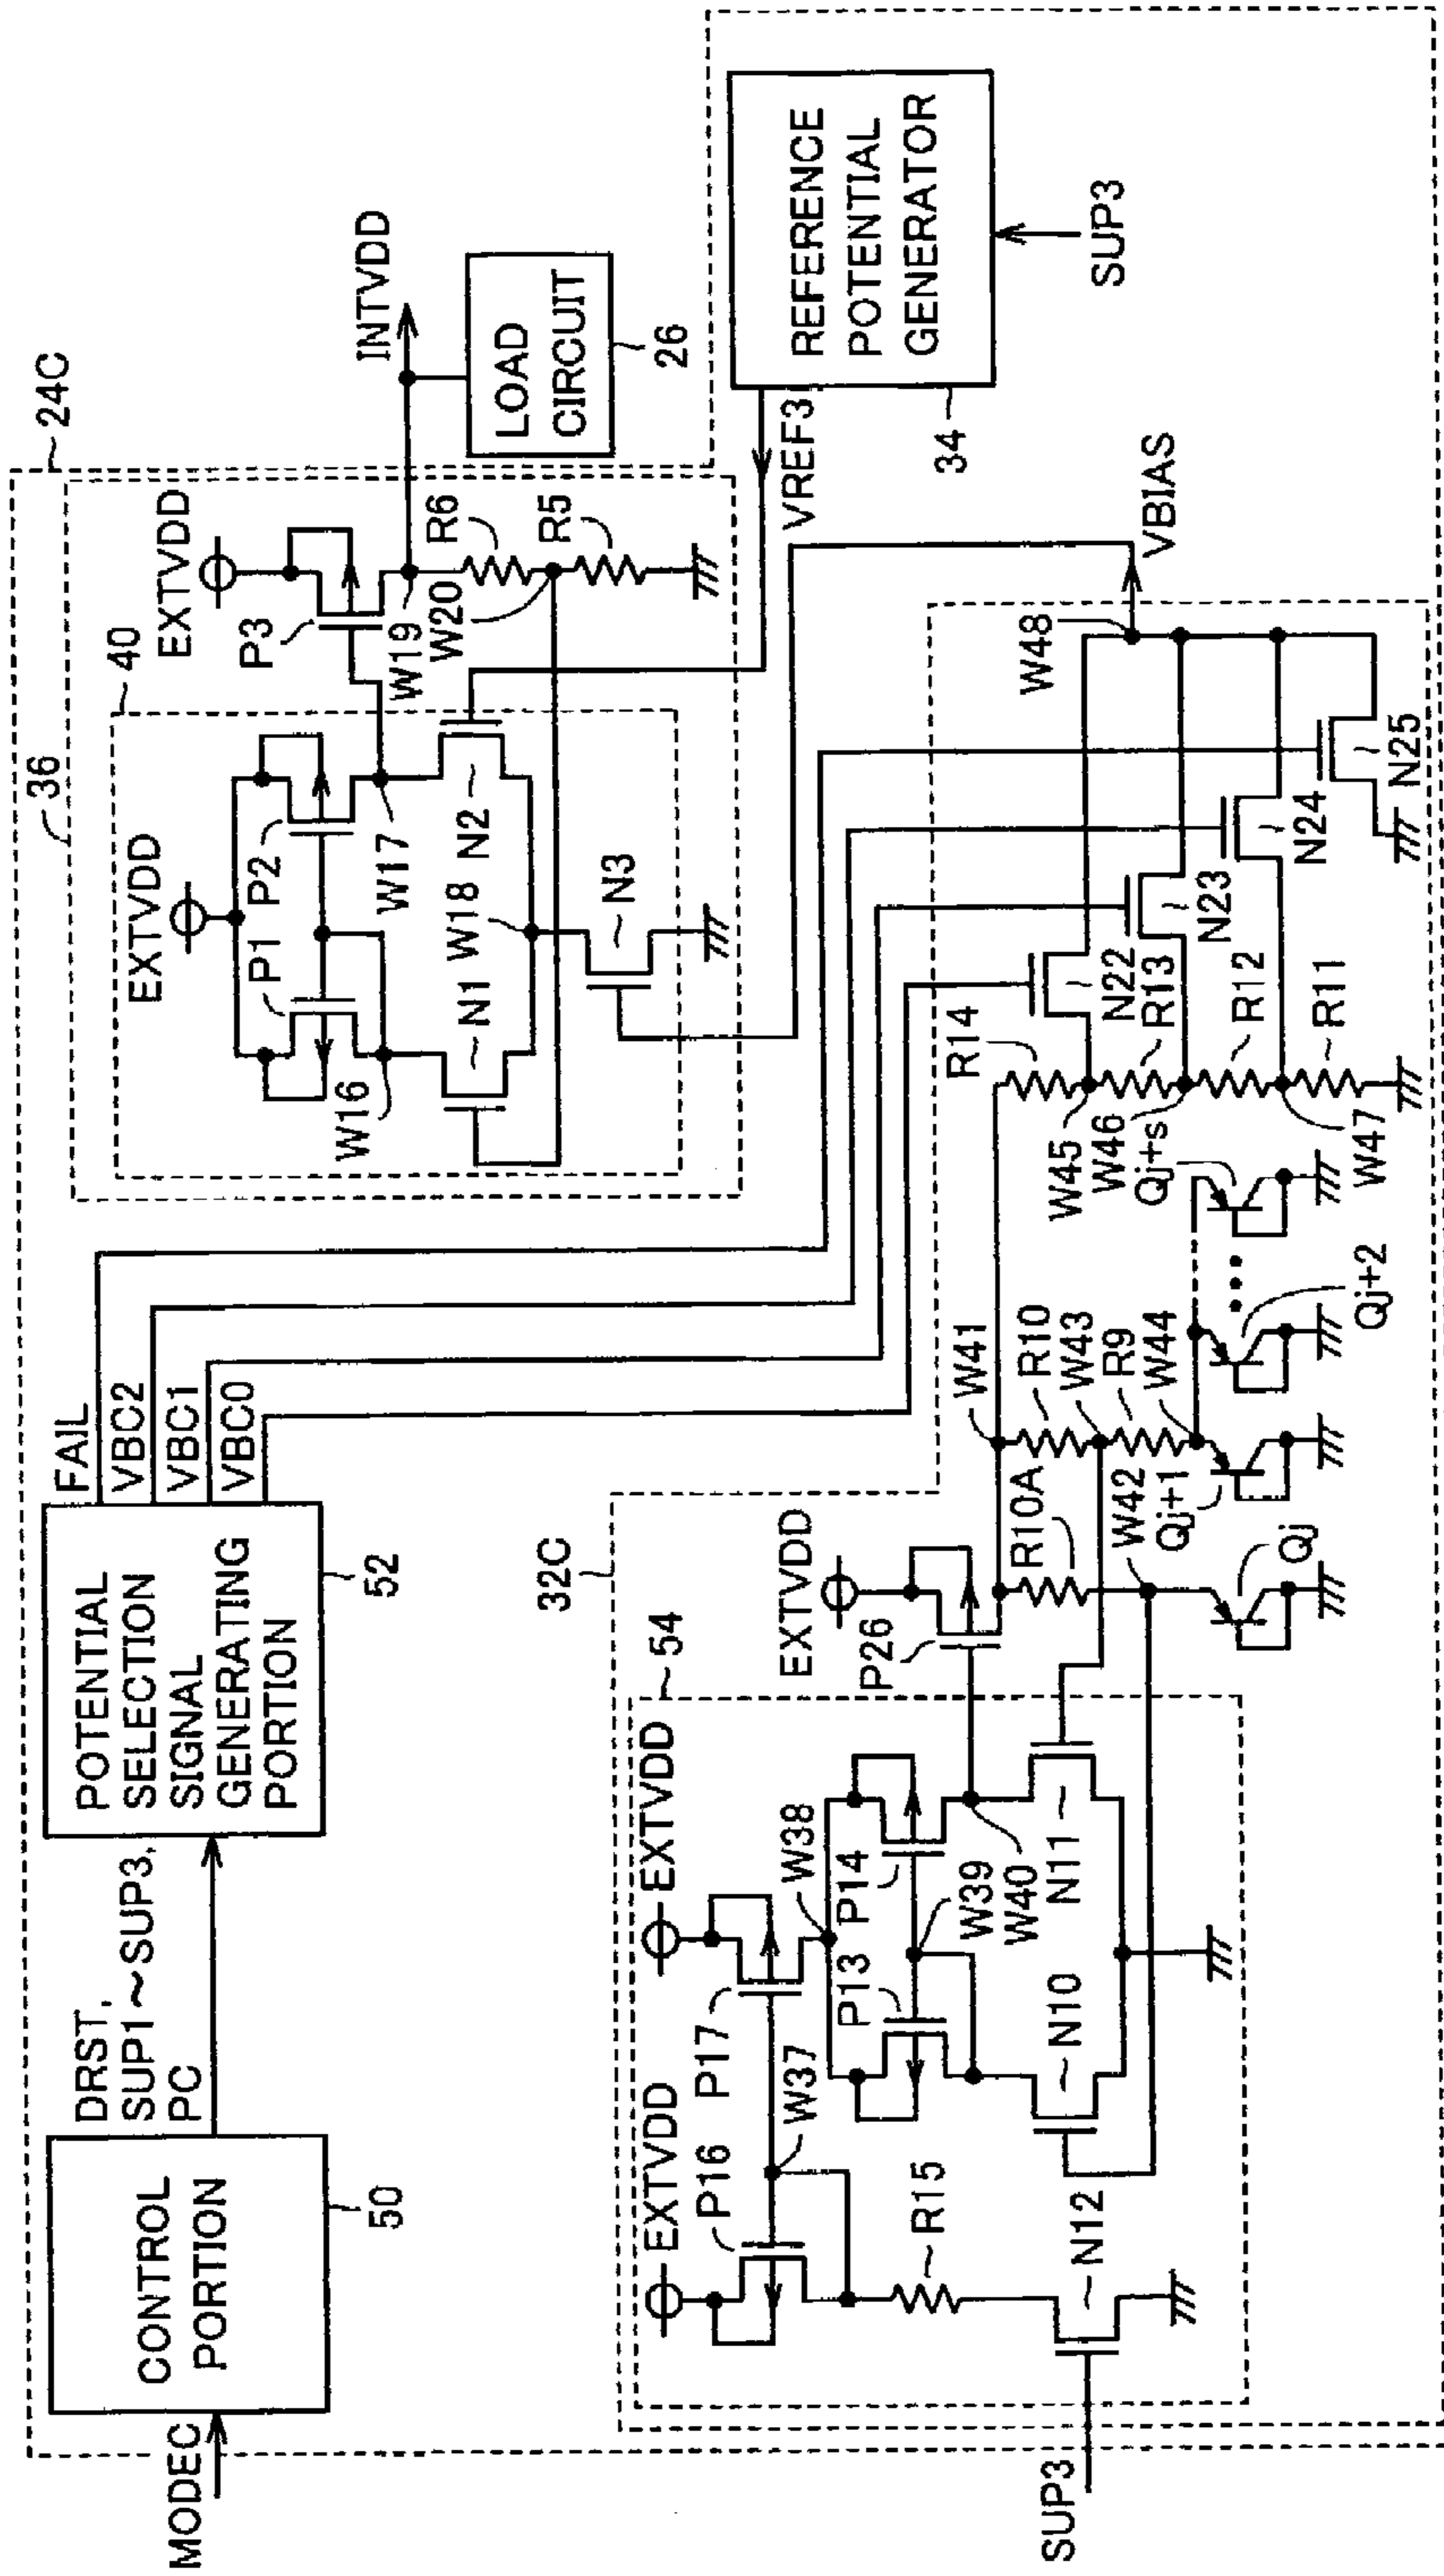 MODEC
CONTROL
PORTION
50
DRST,
SUP1~SUP3,
PC
POTENTIAL
SELECTION
SIGNAL
GENERATING
PORTION
52
FAIL
VBC2
VBC1
VBC0
24C
36
40
EXTVDD
P1
P2
W16
W17
N1
W18
N2
N3
EXTVDD
P3
W19
W20
R6
R5
INTVDD
LOAD
CIRCUIT
26
REFERENCE
POTENTIAL
GENERATOR
34
SUP3
VREF3
VBIAS
32C
54
EXTVDD
EXTVDD
P16
P17
W37
W38
R15
N12
SUP3
P13
P14
W39
W40
N10
N11
EXTVDD
P26
W41
R10A
R10
W43
R9
W42
W44
Qj
Qj+1
Qj+2
Qj+s
R14
W45
R13
W46
R12
W47
R11
N22
N23
N24
N25
W48